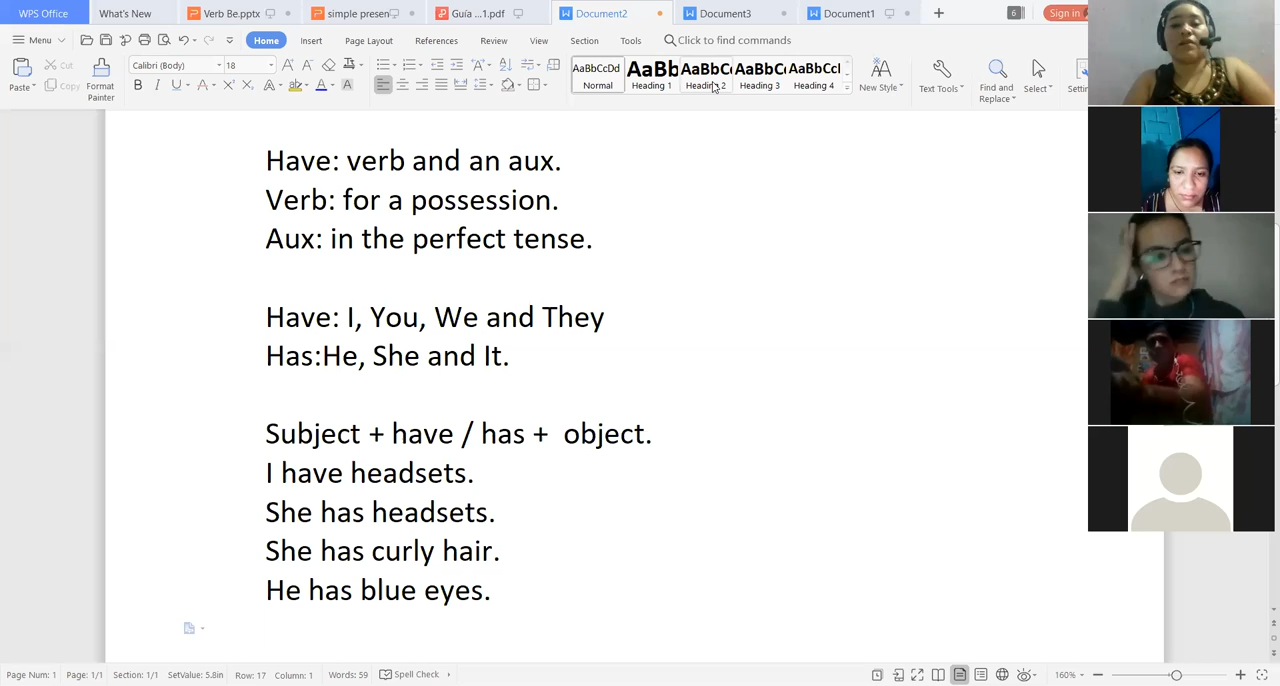 WPS Office What's New Verb Be.pptx simple presen Guía ...1.pdf Document2 Document3 Document1 6 Sign in
Menu Home Insert Page Layout References Review View Section Tools Click to find commands
Paste Cut Copy Format Painter Calibri (Body) 18 AaBbCcDd AaBb AaBbC AaBbC AaBbCcI New Style Text Tools Find and Replace Select
B I U A A A A Normal Heading 1 Heading 2 Heading 3 Heading 4
Have: verb and an aux.
Verb: for a possession.
Aux: in the perfect tense.
Have: I, You, We and They
Has:He, She and It.
Subject + have / has +  object.
I have headsets.
She has headsets.
She has curly hair.
He has blue eyes.
Page Num: 1 Page: 1/1 Section: 1/1 SetValue: 5.8in Row: 17 Column: 1 Words: 59 Spell Check 160%